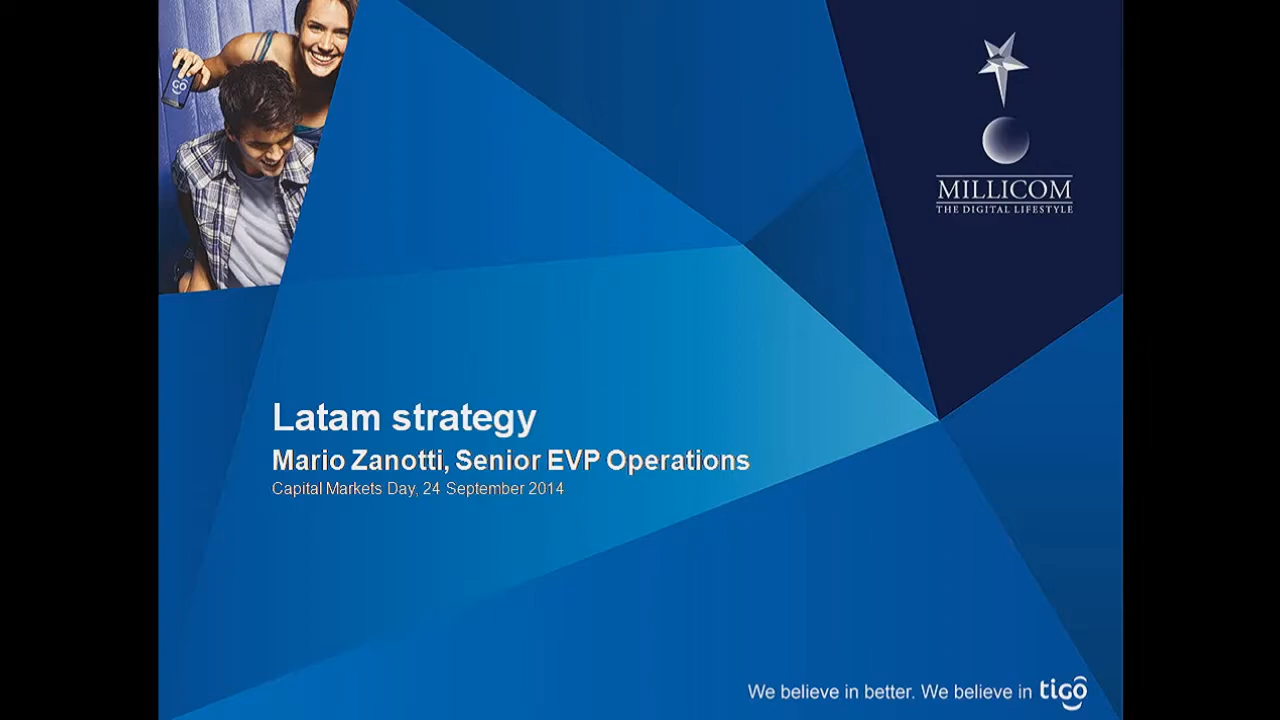 GO
MILLICOM
THE DIGITAL LIFESTYLE
Latam strategy
Mario Zanotti, Senior EVP Operations
Capital Markets Day, 24 September 2014
We believe in better. We believe in tigo